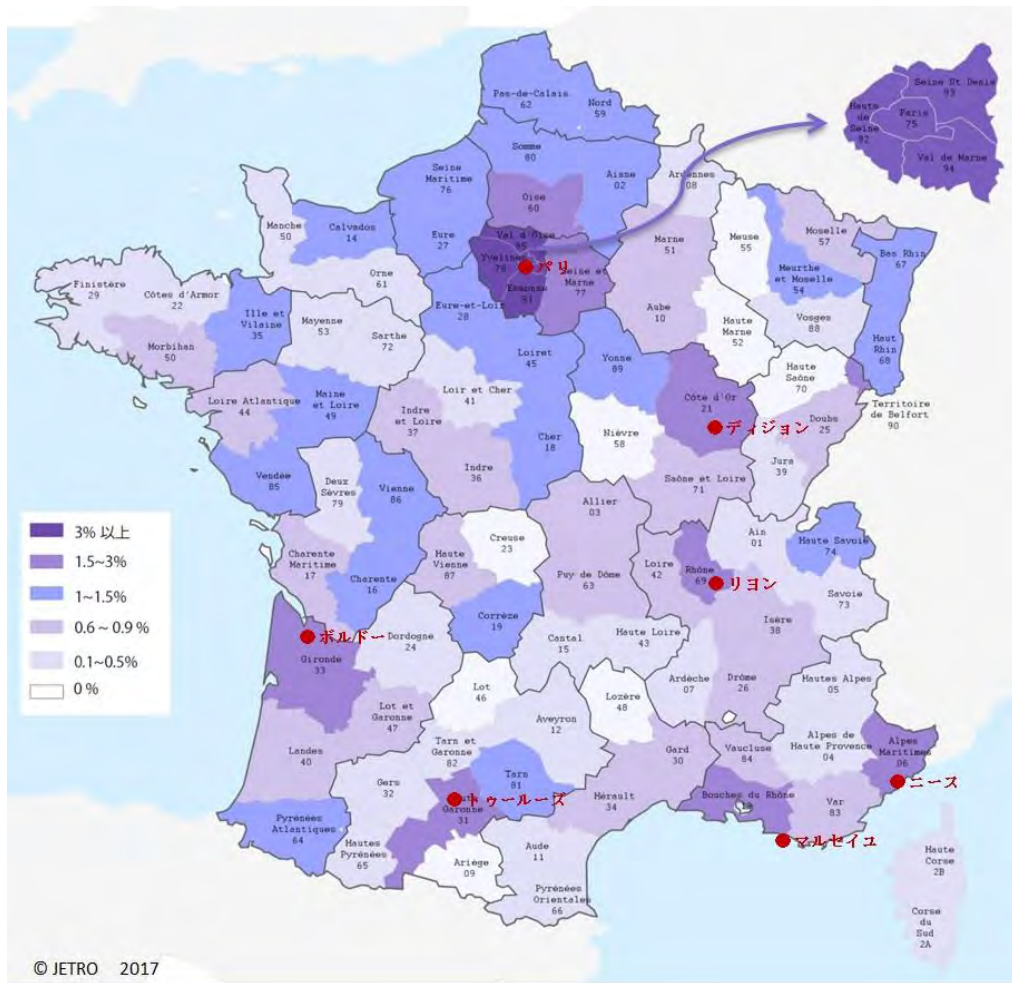 Pas-de-Calais
62
Nord
59
Somme
80
Seine
Maritime
76
Aisne
02
Oise
60
Ardennes
08
Seine St Denis
93
Haute
de
Seine
92
Paris
75
Val de Marne
94
Manche
50
Calvados
14
Eure
27
Val d'Oise
95
Yvelines
78
パリ
Essonne
91
Seine et
Marne
77
Marne
51
Meuse
55
Moselle
57
Meurthe
et Moselle
54
Bas Rhin
67
Finistère
29
Côtes d'Armor
22
Orne
61
Eure-et-Loir
28
Aube
10
Haute
Marne
52
Vosges
88
Haut
Rhin
68
Ille et
Vilaine
35
Mayenne
53
Sarthe
72
Morbihan
50
Loiret
45
Yonne
89
Haute
Saône
70
Territoire
de Belfort
90
Loire Atlantique
44
Maine
et Loire
49
Indre
et Loire
37
Loir et Cher
41
Cher
18
Nièvre
58
Côte d'Or
21
ディジョン
Doubs
25
Jura
39
Vendée
85
Deux
Sèvres
79
Vienne
86
Indre
36
Saône et Loire
71
Allier
03
3% 以上
1.5~3%
1~1.5%
0.6 ~ 0.9 %
0.1~0.5%
0 %
Charente
Maritime
17
Charente
16
Haute
Vienne
87
Creuse
23
Puy de Dôme
63
Loire
42
Rhône
69
リヨン
Ain
01
Haute Savoie
74
Savoie
73
Isère
38
Corrèze
19
ボルドー
Gironde
33
Dordogne
24
Cantal
15
Haute Loire
43
Ardèche
07
Drôme
26
Hautes Alpes
05
Lot
46
Lozère
48
Lot et
Garonne
47
Aveyron
12
Landes
40
Tarn et
Garonne
82
Gard
30
Vaucluse
84
Alpes de
Haute Provence
04
Alpes
Maritimes
06
ニース
Gers
32
Tarn
81
トゥールーズ
Garonne
31
Hérault
34
Bouches du Rhône
Var
83
マルセイユ
Pyrénées
Atlantiques
64
Hautes
Pyrénées
65
Ariège
09
Aude
11
Pyrénées
Orientales
66
Haute
Corse
2B
Corse
du
Sud
2A
© JETRO 2017